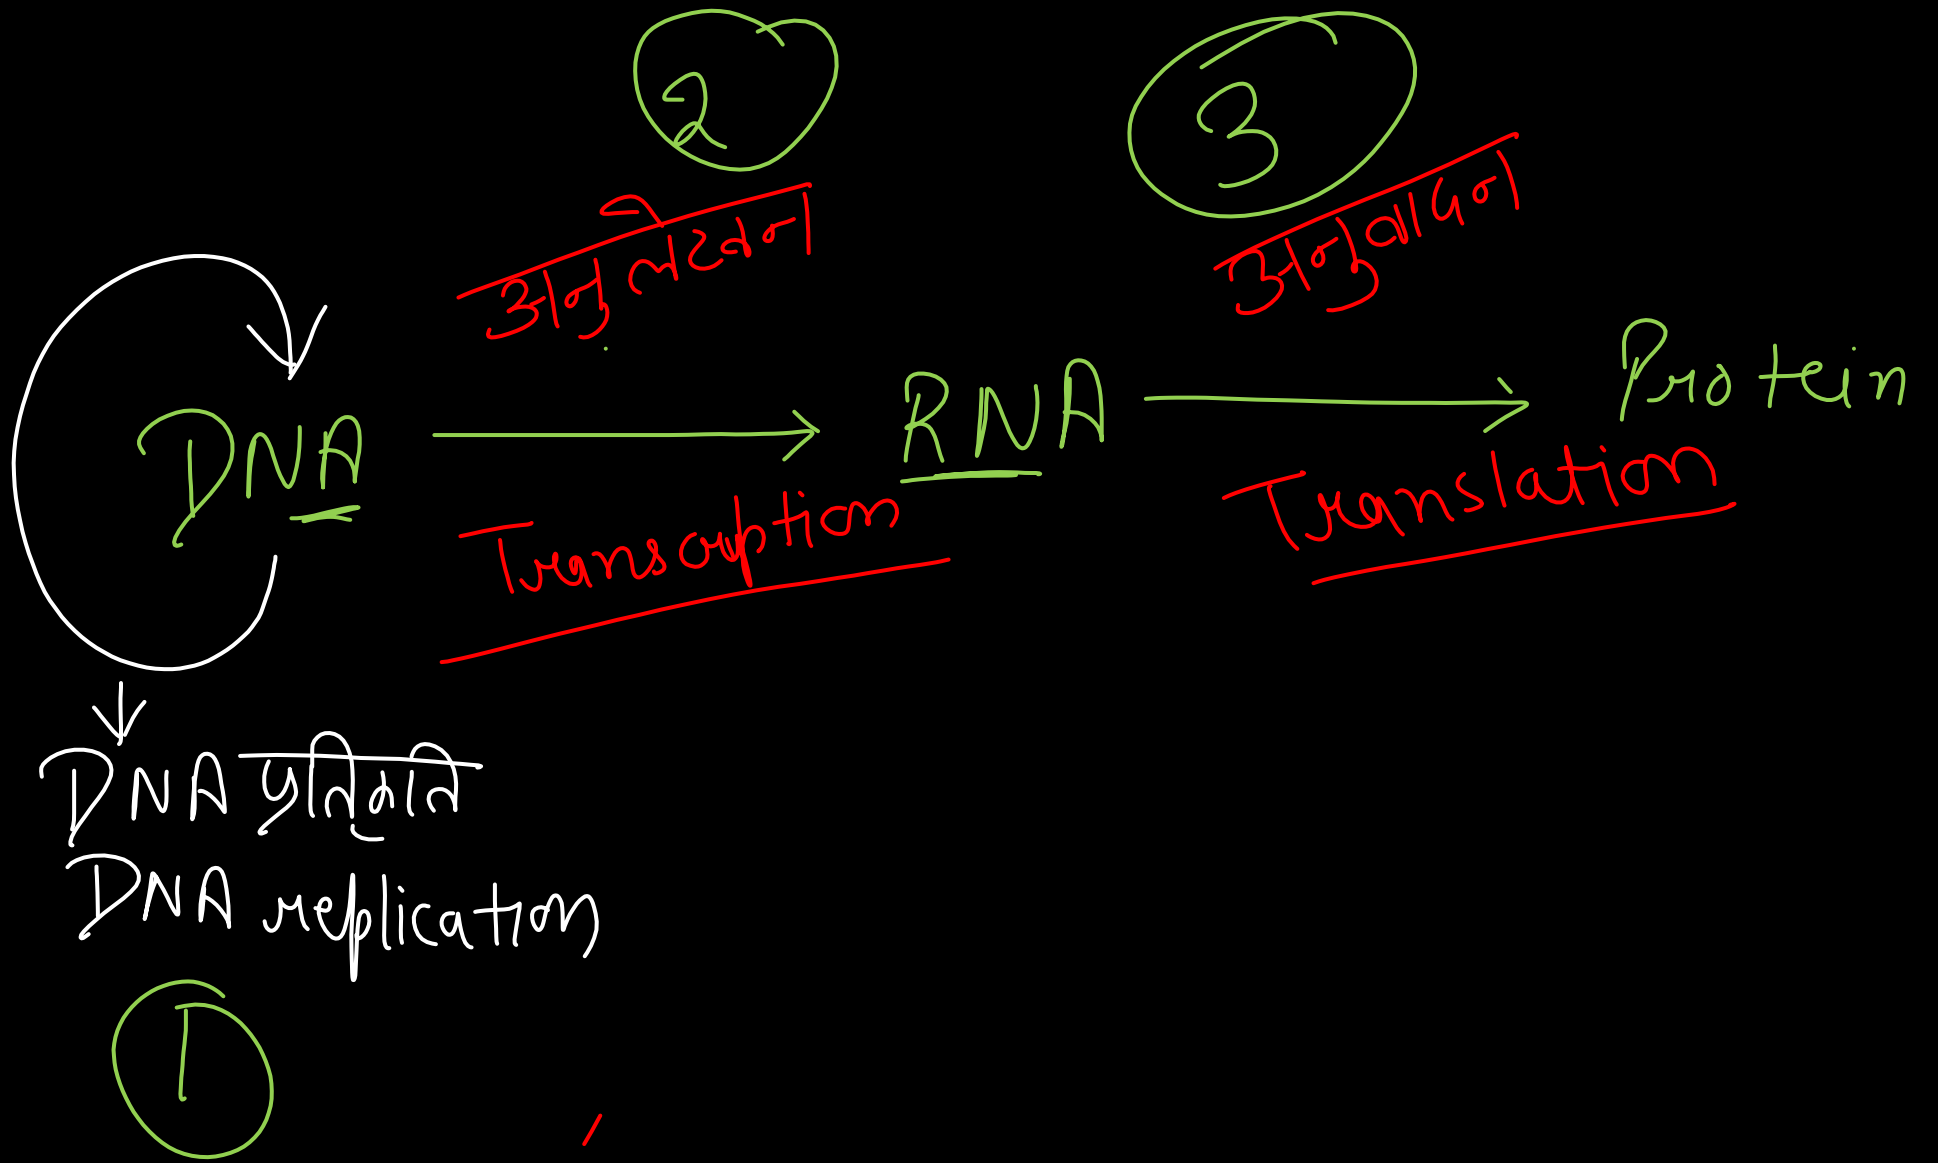 2
3
अनुलेखन
अनुवादन
DNA
RNA
Protein
Transcription
Translation
DNA प्रतिकृति
DNA replication
1